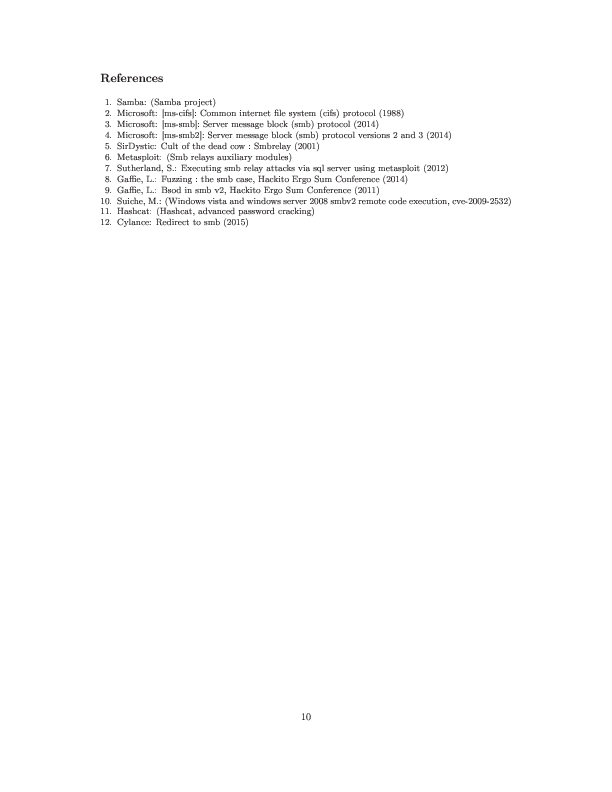 References
1. Samba: (Samba project)
2. Microsoft: [ms-cifs]: Common internet file system (cifs) protocol (1988)
3. Microsoft: [ms-smb]: Server message block (smb) protocol (2014)
4. Microsoft: [ms-smb2]: Server message block (smb) protocol versions 2 and 3 (2014)
5. SirDystic: Cult of the dead cow : Smbrelay (2001)
6. Metasploit: (Smb relays auxiliary modules)
7. Sutherland, S.: Executing smb relay attacks via sql server using metasploit (2012)
8. Gaffie, L.: Fuzzing : the smb case, Hackito Ergo Sum Conference (2014)
9. Gaffie, L.: Bsod in smb v2, Hackito Ergo Sum Conference (2011)
10. Suiche, M.: (Windows vista and windows server 2008 smbv2 remote code execution, cve-2009-2532)
11. Hashcat: (Hashcat, advanced password cracking)
12. Cylance: Redirect to smb (2015)
10